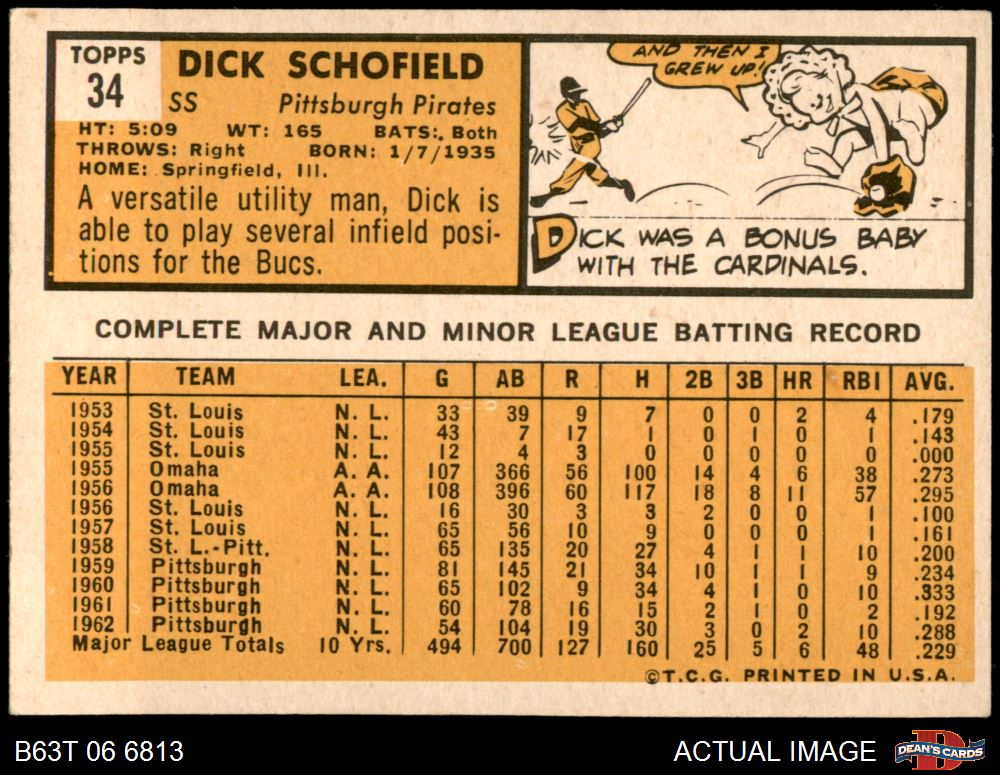 TOPPS
34
DICK SCHOFIELD
SS Pittsburgh Pirates
HT: 5:09 WT: 165 BATS: Both
THROWS: Right BORN: 1/7/1935
HOME: Springfield, Ill.
A versatile utility man, Dick is
able to play several infield posi-
tions for the Bucs.
AND THEN I
GREW UP!!
DICK WAS A BONUS BABY
WITH THE CARDINALS.
COMPLETE MAJOR AND MINOR LEAGUE BATTING RECORD
YEAR TEAM LEA. G AB R H 2B 3B HR RBI AVG.
1953 St. Louis N. L. 33 39 9 7 0 0 2 4 .179
1954 St. Louis N. L. 43 7 17 1 0 1 0 1 .143
1955 St. Louis N. L. 12 4 3 0 0 0 0 0 .000
1955 Omaha A. A. 107 366 56 100 14 4 6 38 .273
1956 Omaha A. A. 108 396 60 117 18 8 11 57 .295
1956 St. Louis N. L. 16 30 3 3 2 0 0 1 .100
1957 St. Louis N. L. 65 56 10 9 0 0 0 1 .161
1958 St. L.-Pitt. N. L. 65 135 20 27 4 1 1 10 .200
1959 Pittsburgh N. L. 81 145 21 34 10 1 1 9 .234
1960 Pittsburgh N. L. 65 102 9 34 4 1 0 10 .333
1961 Pittsburgh N. L. 60 78 16 15 2 1 0 2 .192
1962 Pittsburgh N. L. 54 104 19 30 3 0 2 10 .288
Major League Totals 10 Yrs. 494 700 127 160 25 5 6 48 .229
©T.C.G. PRINTED IN U.S.A.
B63T 06 6813 ACTUAL IMAGE
D
DEAN'S CARDS